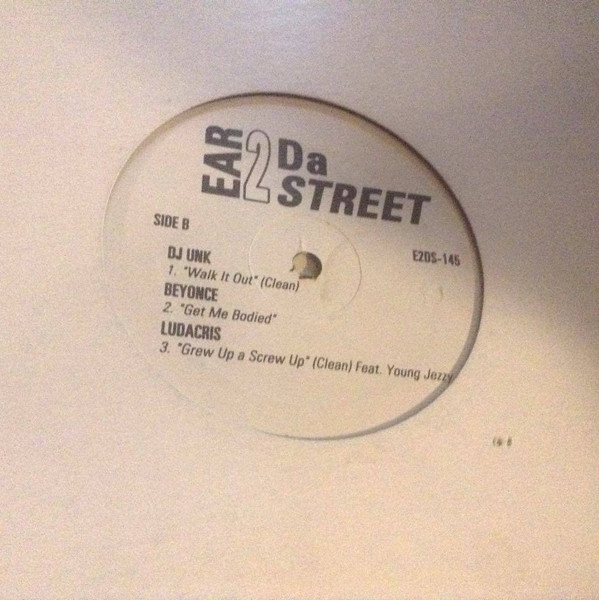 EAR 2 Da
STREET
SIDE B
E2DS-145
DJ UNK
1. "Walk It Out" (Clean)
BEYONCE
2. "Get Me Bodied"
LUDACRIS
3. "Grew Up a Screw Up" (Clean) Feat. Young Jezzy